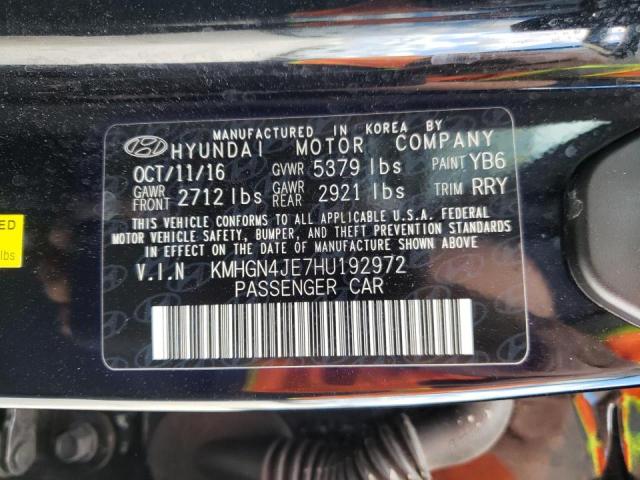 MANUFACTURED IN KOREA BY
HYUNDAI MOTOR COMPANY
OCT/11/16 GVWR 5379 lbs PAINT YB6
GAWR FRONT 2712 lbs GAWR REAR 2921 lbs TRIM RRY
THIS VEHICLE CONFORMS TO ALL APPLICABLE U.S.A. FEDERAL
MOTOR VEHICLE SAFETY, BUMPER, AND THEFT PREVENTION STANDARDS
IN EFFECT ON THE DATE OF MANUFACTURE SHOWN ABOVE.
V.I.N KMHGN4JE7HU192972
PASSENGER CAR
lbs